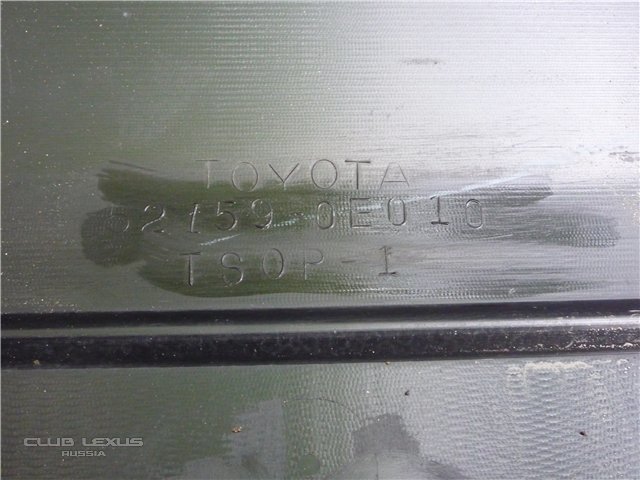 TOYOTA
52159-0E010
TSOP-1
CLUB LEXUS
RUSSIA